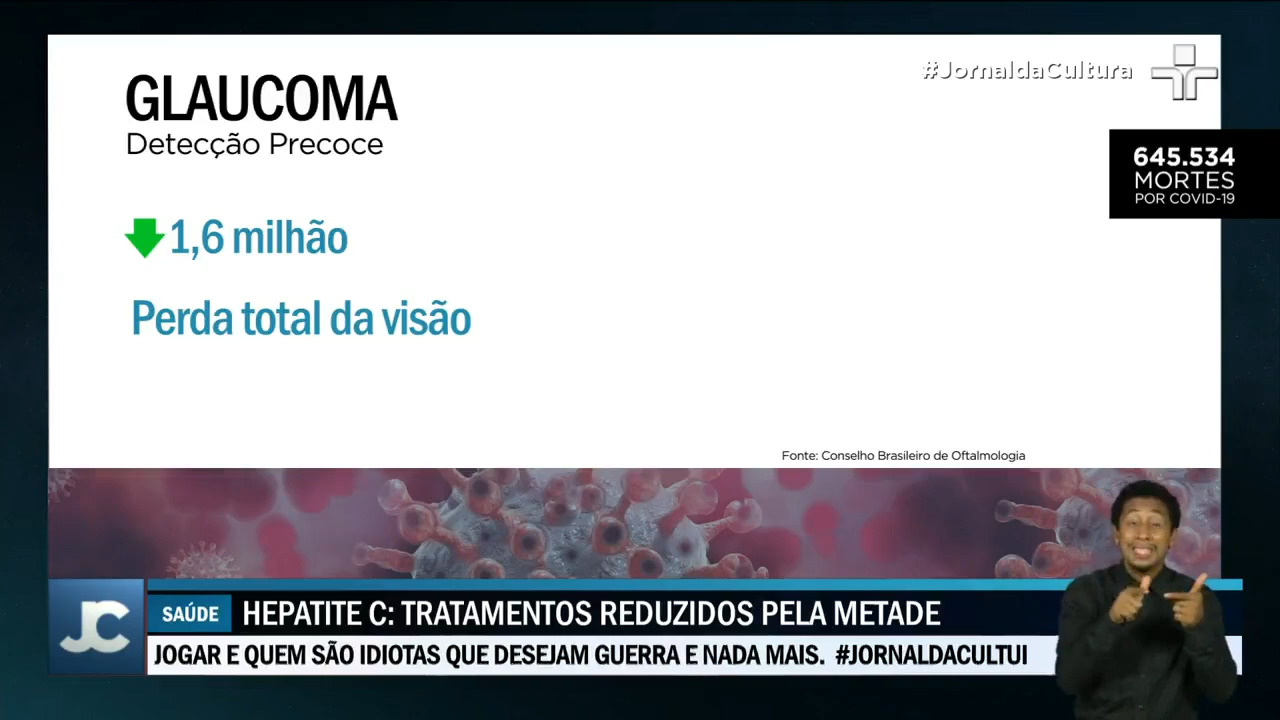 GLAUCOMA
Detecção Precoce
#JornaldaCultura
645.534
MORTES
POR COVID-19
1,6 milhão
Perda total da visão
Fonte: Conselho Brasileiro de Oftalmologia
JC
SAÚDE
HEPATITE C: TRATAMENTOS REDUZIDOS PELA METADE
JOGAR E QUEM SÃO IDIOTAS QUE DESEJAM GUERRA E NADA MAIS. #JORNALDACULTUI